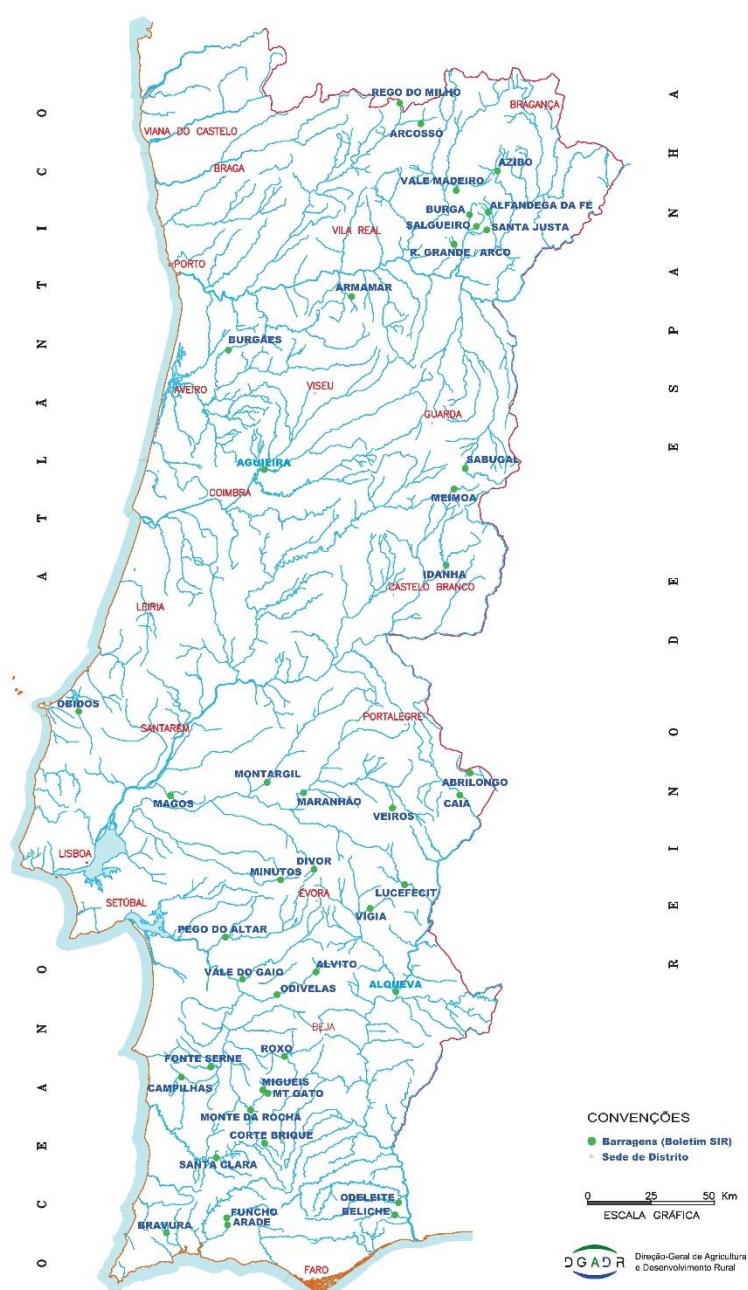 OCEANO ATLÂNTICO
REINO DE ESPANHA
REGO DO MILHO
BRAGANÇA
VIANA DO CASTELO
ARCOSSÓ
BRAGA
AZIBO
VALE MADEIRO
BURGA
ALFANDEGA DA FÉ
SALGUEIRO
SANTA JUSTA
VILA REAL
R. GRANDE / ARCO
PORTO
ARMAMAR
BURGÃES
AVEIRO
VISEU
GUARDA
AGUIEIRA
SABUGAL
COIMBRA
MEIMOA
IDANHA
CASTELO BRANCO
LEIRIA
ÓBIDOS
SANTARÉM
PORTALEGRE
MONTARGIL
ABRILONGO
MAGOS
MARANHÃO
CAIA
VEIROS
LISBOA
DIVOR
MINUTOS
LUCEFECIT
SETÚBAL
ÉVORA
VIGIA
PEGO DO ALTAR
VALE DO GAIO
ALVITO
ODIVELAS
ALQUEVA
BEJA
ROXO
FONTE SERNE
CAMPILHAS
MIGUEIS
MT GATO
MONTE DA ROCHA
CORTE BRIQUE
SANTA CLARA
ODELEITE
BELICHE
FUNCHO
ARADE
BRAVURA
FARO
CONVENÇÕES
Barragens (Boletim SIR)
Sede de Distrito
0 25 50 Km
ESCALA GRÁFICA
DGADR
Direção-Geral de Agricultura
e Desenvolvimento Rural